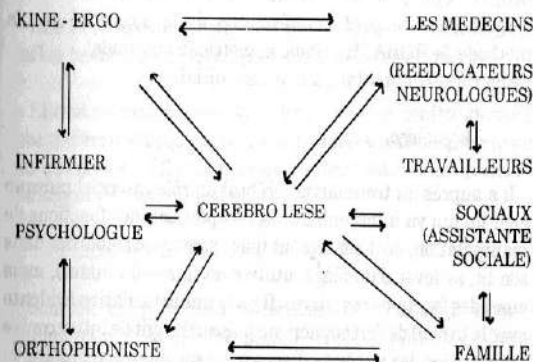 KINE - ERGO LES MEDECINS
(REEDUCATEURS
NEUROLOGUES)
INFIRMIER TRAVAILLEURS
CEREBRO LESE SOCIAUX
PSYCHOLOGUE (ASSISTANTE
SOCIALE)
ORTHOPHONISTE FAMILLE